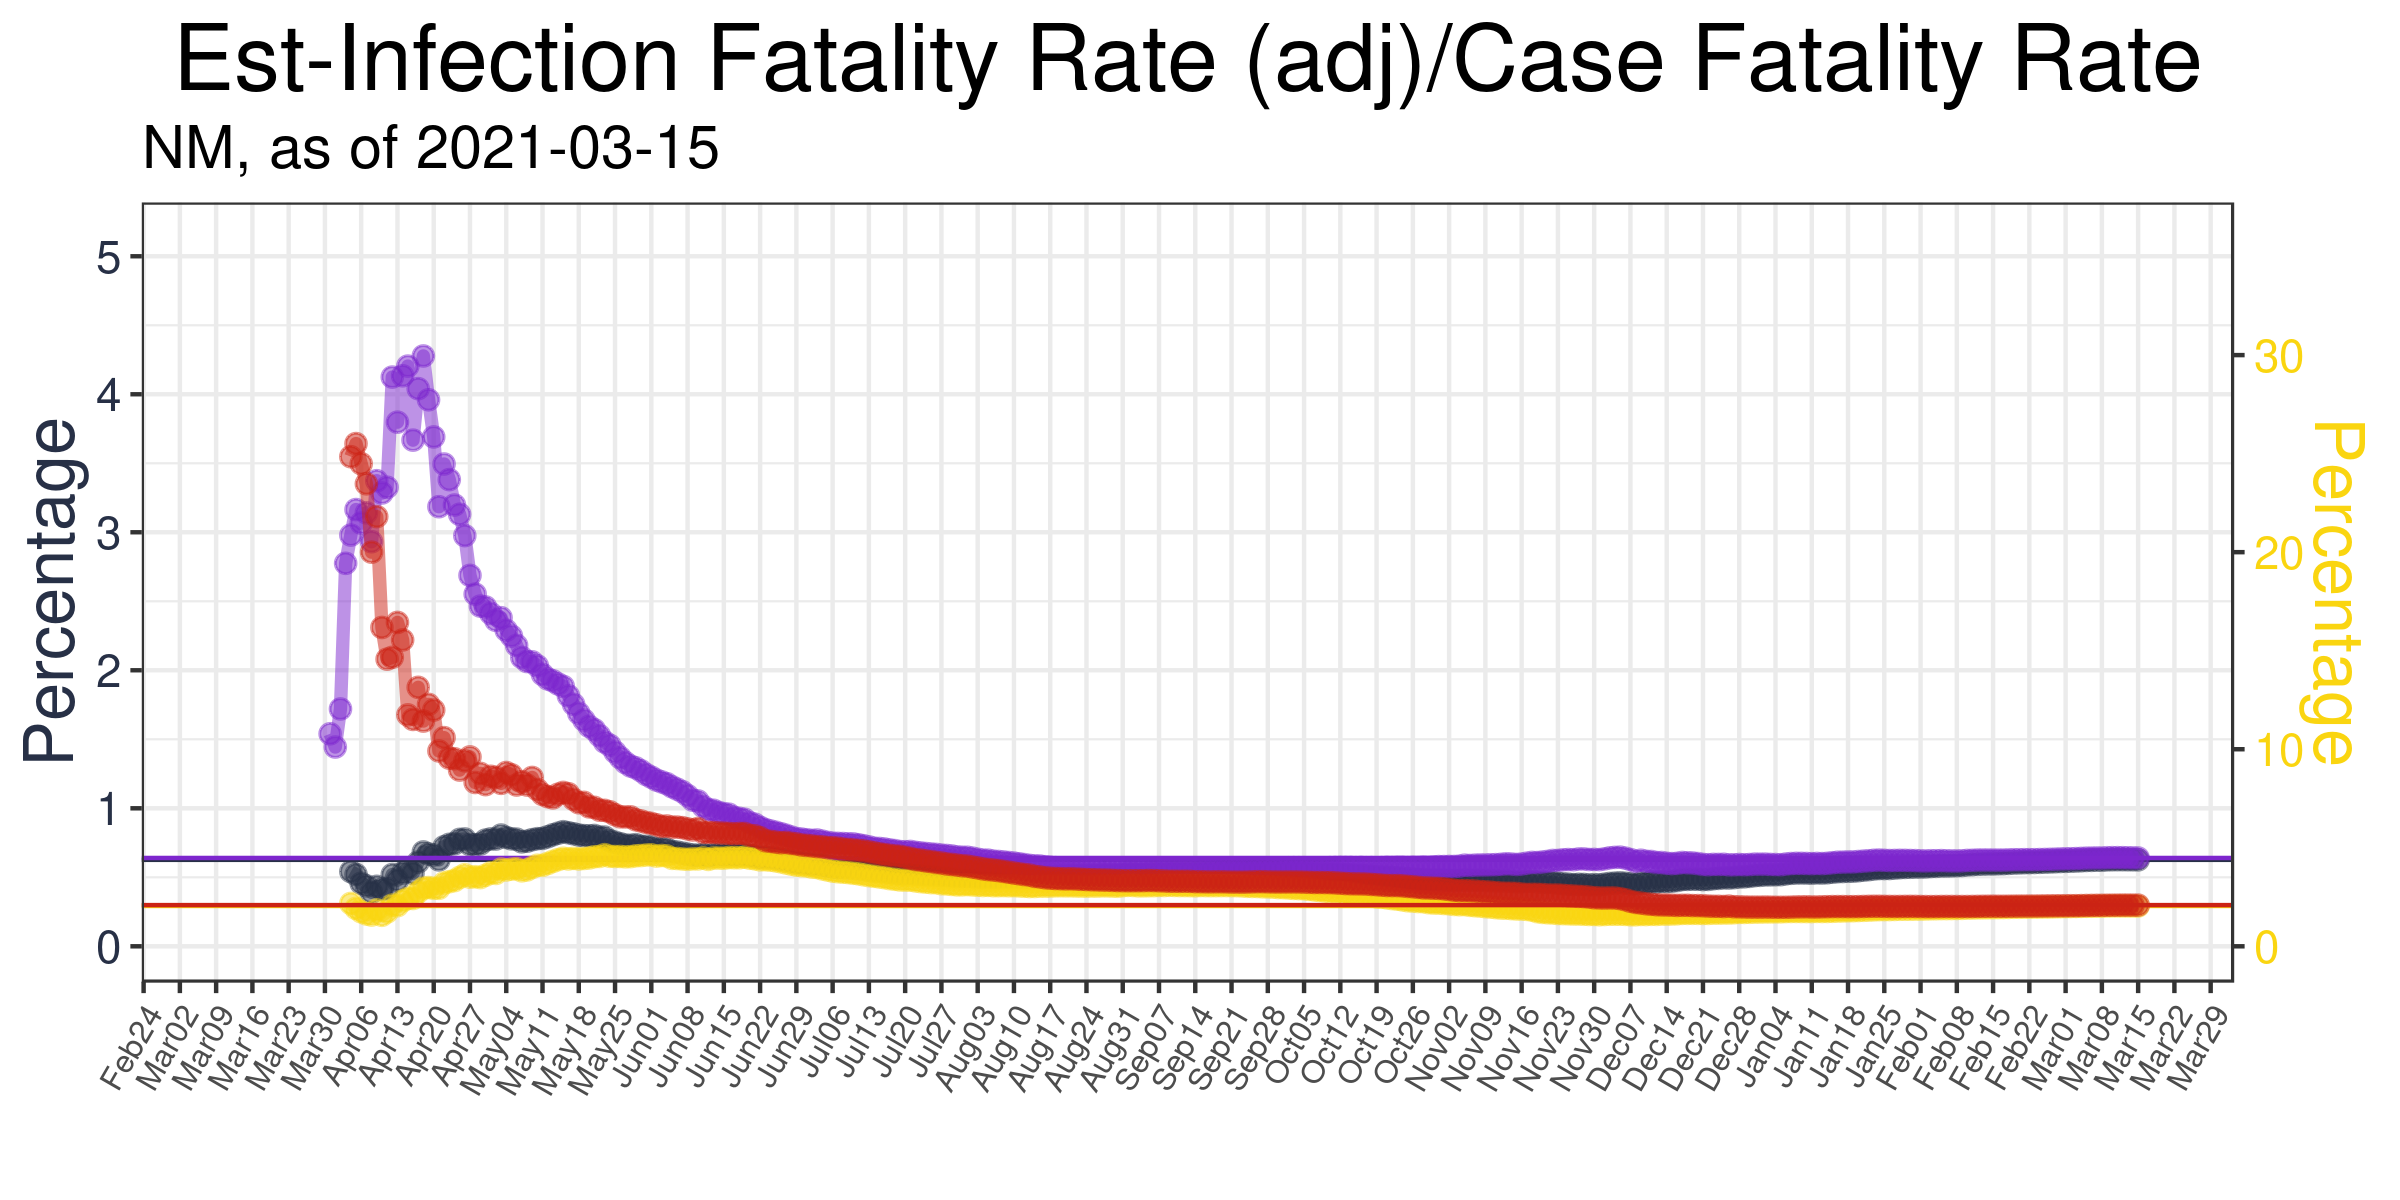 Est-Infection Fatality Rate (adj)/Case Fatality Rate
NM, as of 2021-03-15
Percentage
5
4
3
2
1
0
30
20
10
0
Percentage
Feb24
Mar02
Mar09
Mar16
Mar23
Mar30
Apr06
Apr13
Apr20
Apr27
May04
May11
May18
May25
Jun01
Jun08
Jun15
Jun22
Jun29
Jul06
Jul13
Jul20
Jul27
Aug03
Aug10
Aug17
Aug24
Aug31
Sep07
Sep14
Sep21
Sep28
Oct05
Oct12
Oct19
Oct26
Nov02
Nov09
Nov16
Nov23
Nov30
Dec07
Dec14
Dec21
Dec28
Jan04
Jan11
Jan18
Jan25
Feb01
Feb08
Feb15
Feb22
Mar01
Mar08
Mar15
Mar22
Mar29